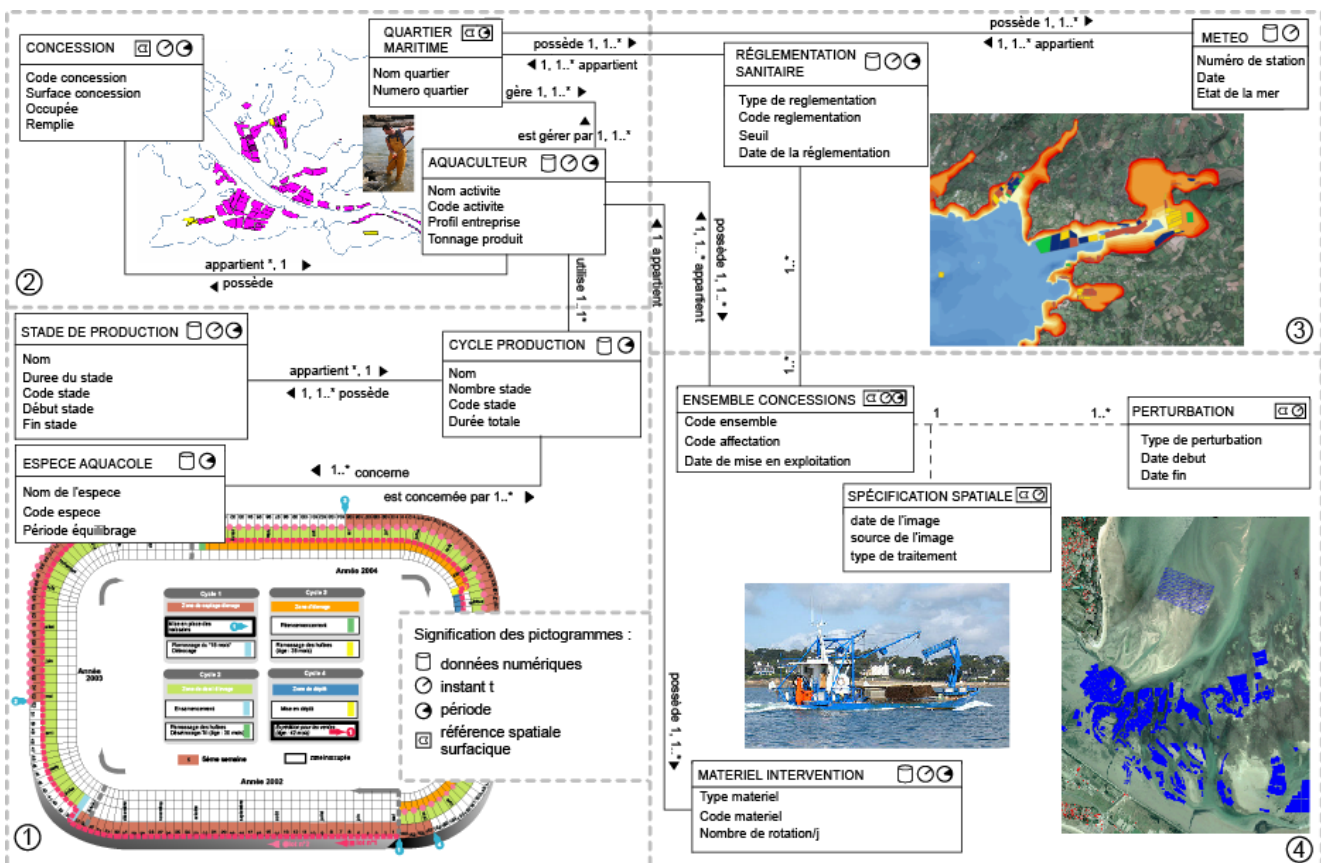 CONCESSION
Code concession
Surface concession
Occupée
Remplie
QUARTIER
MARITIME
Nom quartier
Numero quartier
possède 1, 1..*
1, 1..* appartient
gère 1, 1..*
est gérer par 1, 1..*
AQUACULTEUR
Nom activite
Code activite
Profil entreprise
Tonnage produit
appartient *, 1
possède
utilise 1..1*
2
possède 1, 1..*
1, 1..* appartient
RÉGLEMENTATION
SANITAIRE
Type de reglementation
Code reglementation
Seuil
Date de la réglementation
METEO
Numéro de station
Date
Etat de la mer
1 appartient
1, 1..* appartient
possède 1, 1..*
1..*
1..*
3
STADE DE PRODUCTION
Nom
Duree du stade
Code stade
Début stade
Fin stade
appartient *, 1
1, 1..* possède
CYCLE PRODUCTION
Nom
Nombre stade
Code stade
Durée totale
ESPECE AQUACOLE
Nom de l'espece
Code espece
Période équilibrage
1..* concerne
est concernée par 1..*
Année 2004
Année 2003
Année 2002
Cycle 1
Cycle 3
Cycle 4
5ème semaine
Signification des pictogrammes :
données numériques
instant t
période
référence spatiale
surfacique
1
ENSEMBLE CONCESSIONS
Code ensemble
Code affectation
Date de mise en exploitation
1
1..*
PERTURBATION
Type de perturbation
Date debut
Date fin
SPÉCIFICATION SPATIALE
date de l'image
source de l'image
type de traitement
possède 1, 1..*
MATERIEL INTERVENTION
Type materiel
Code materiel
Nombre de rotation/j
4